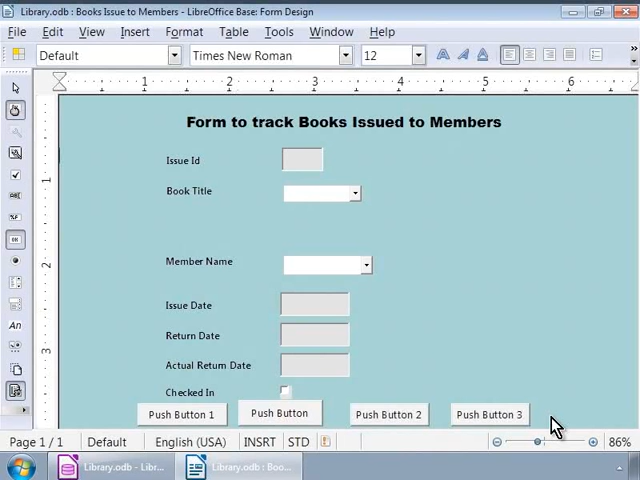 Library.odb : Books Issue to Members - LibreOffice Base: Form Design
File Edit View Insert Format Table Tools Window Help
Default Times New Roman 12
1 2 3 4 5 6
Form to track Books Issued to Members
Issue Id
1
Book Title
Member Name
2
Issue Date
Return Date
3
Actual Return Date
Checked In
Push Button 1 Push Button Push Button 2 Push Button 3
Page 1 / 1 Default English (USA) INSRT STD 86%
Library.odb - Libr... Library.odb : Boo...